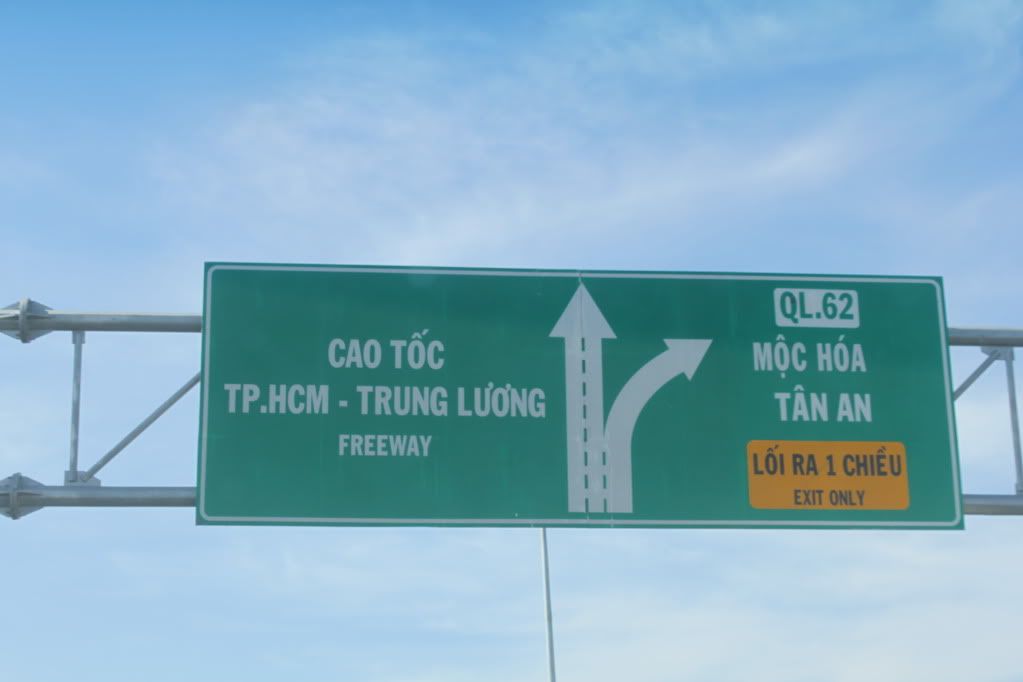 CAO TỐC
TP.HCM - TRUNG LƯƠNG
FREEWAY
QL.62
MỘC HÓA
TÂN AN
LỐI RA 1 CHIỀU
EXIT ONLY